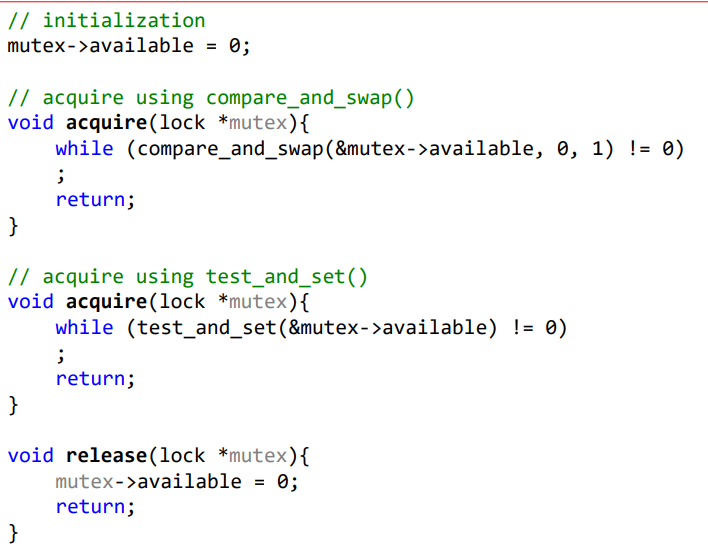 // initialization
mutex->available = 0;
// acquire using compare_and_swap()
void acquire(lock *mutex){
    while (compare_and_swap(&mutex->available, 0, 1) != 0)
    ;
    return;
}
// acquire using test_and_set()
void acquire(lock *mutex){
    while (test_and_set(&mutex->available) != 0)
    ;
    return;
}
void release(lock *mutex){
    mutex->available = 0;
    return;
}